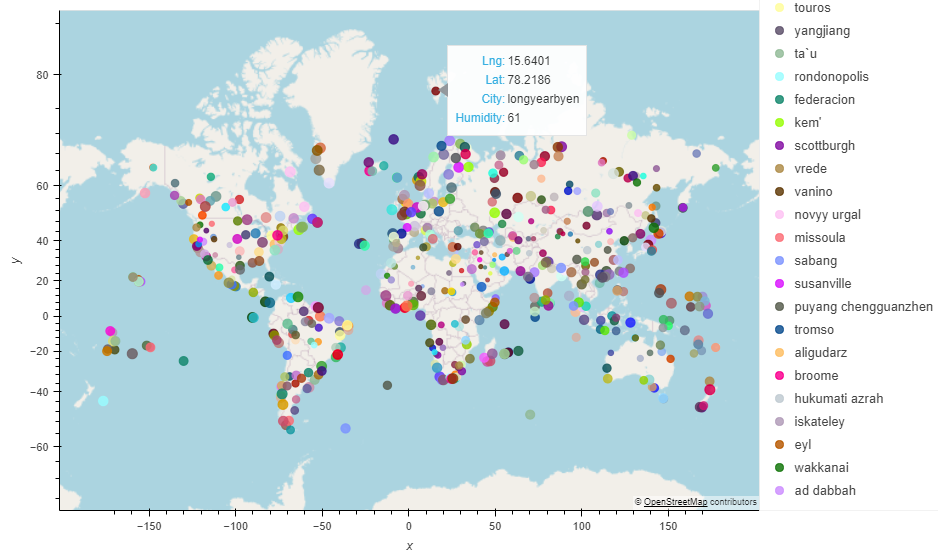 touros
yangjiang
ta`u
rondonopolis
federacion
kem'
scottburgh
vrede
vanino
novyy urgal
missoula
sabang
susanville
puyang chengguanzhen
tromso
aligudarz
broome
hukumati azrah
iskateley
eyl
wakkanai
ad dabbah
Lng: 15.6401
Lat: 78.2186
City: longyearbyen
Humidity: 61
80
60
40
20
0
−20
−40
−60
y
−150
−100
−50
0
50
100
150
x
© OpenStreetMap contributors